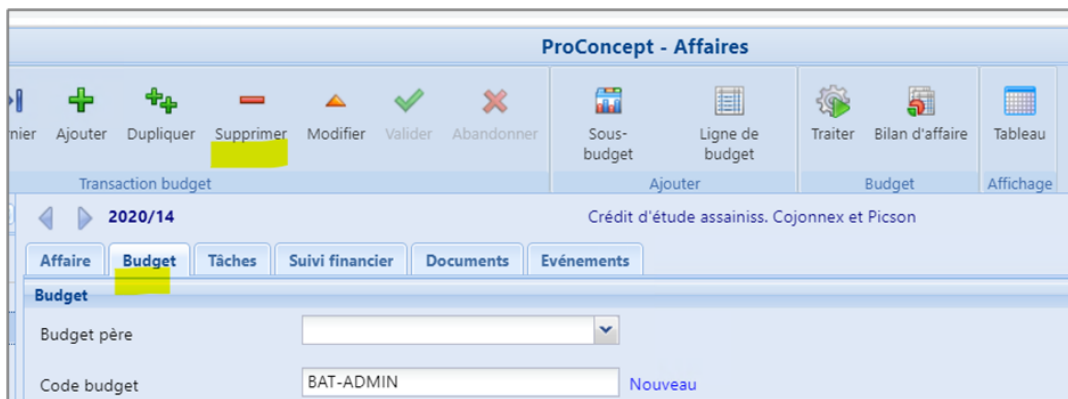 ProConcept - Affaires
rnier Ajouter Dupliquer Supprimer Modifier Valider Abandonner Sous-budget Ligne de budget Traiter Bilan d'affaire Tableau
Transaction budget Ajouter Budget Affichage
2020/14 Crédit d'étude assainiss. Cojonnex et Picson
Affaire Budget Tâches Suivi financier Documents Evénements
Budget
Budget père
Code budget BAT-ADMIN Nouveau